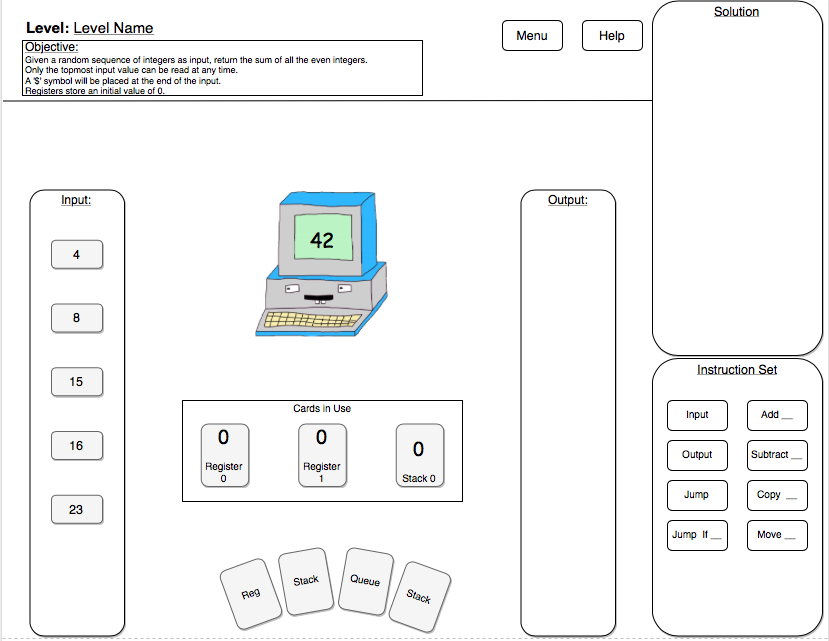 Level: Level Name
Objective:
Given a random sequence of integers as input, return the sum of all the even integers.
Only the topmost input value can be read at any time.
A '$' symbol will be placed at the end of the input.
Registers store an initial value of 0.
Menu
Help
Solution
Input:
4
8
15
16
23
42
Output:
Cards in Use
0
Register
0
0
Register
1
0
Stack 0
Reg
Stack
Queue
Stack
Instruction Set
Input
Add __
Output
Subtract __
Jump
Copy __
Jump If __
Move __